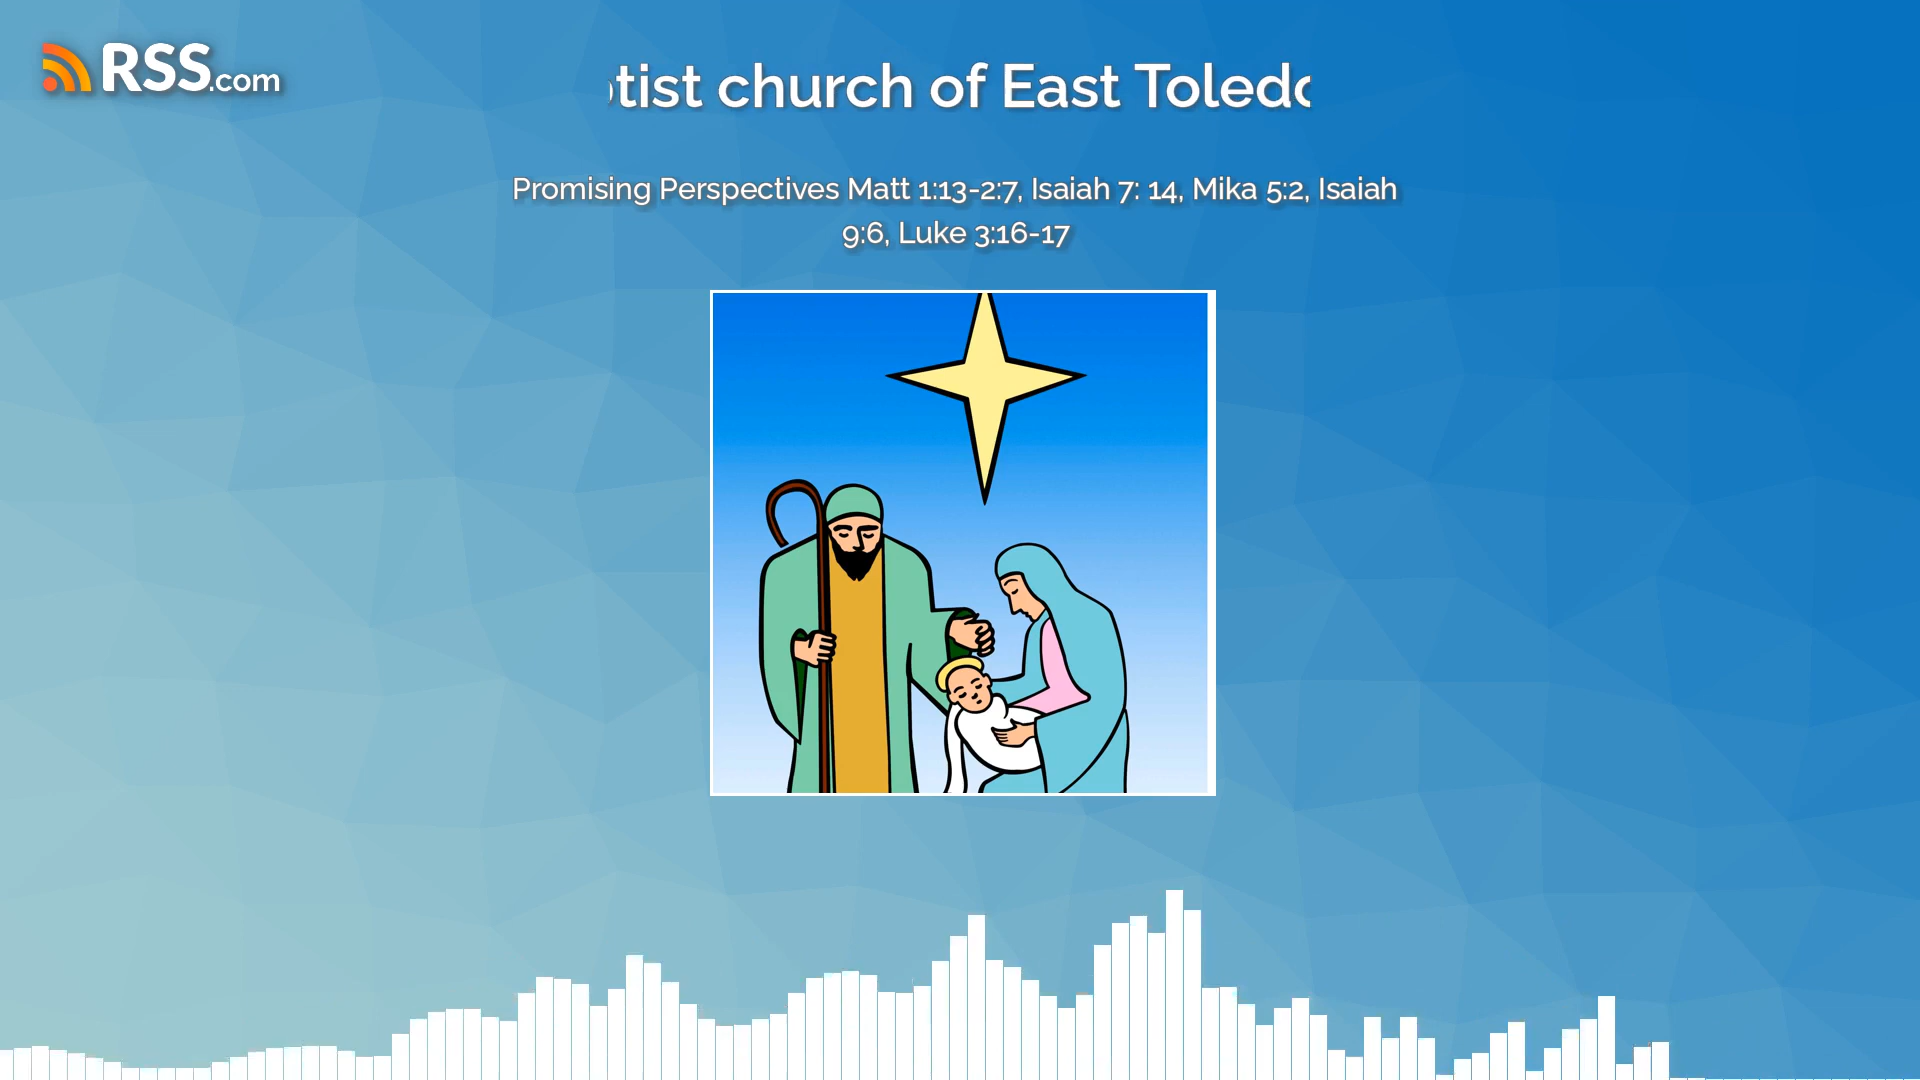 RSS.com
tist church of East Toledo
Promising Perspectives Matt 1:13-2:7, Isaiah 7: 14, Mika 5:2, Isaiah
9:6, Luke 3:16-17